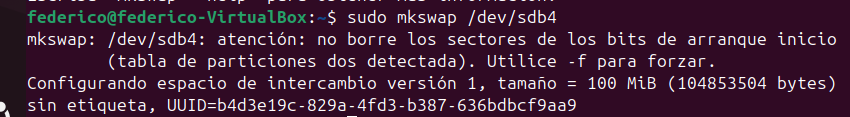 federico@federico-VirtualBox:~$ sudo mkswap /dev/sdb4
mkswap: /dev/sdb4: atención: no borre los sectores de los bits de arranque inicio
(tabla de particiones dos detectada). Utilice -f para forzar.
Configurando espacio de intercambio versión 1, tamaño = 100 MiB (104853504 bytes)
sin etiqueta, UUID=b4d3e19c-829a-4fd3-b387-636bdbcf9aa9